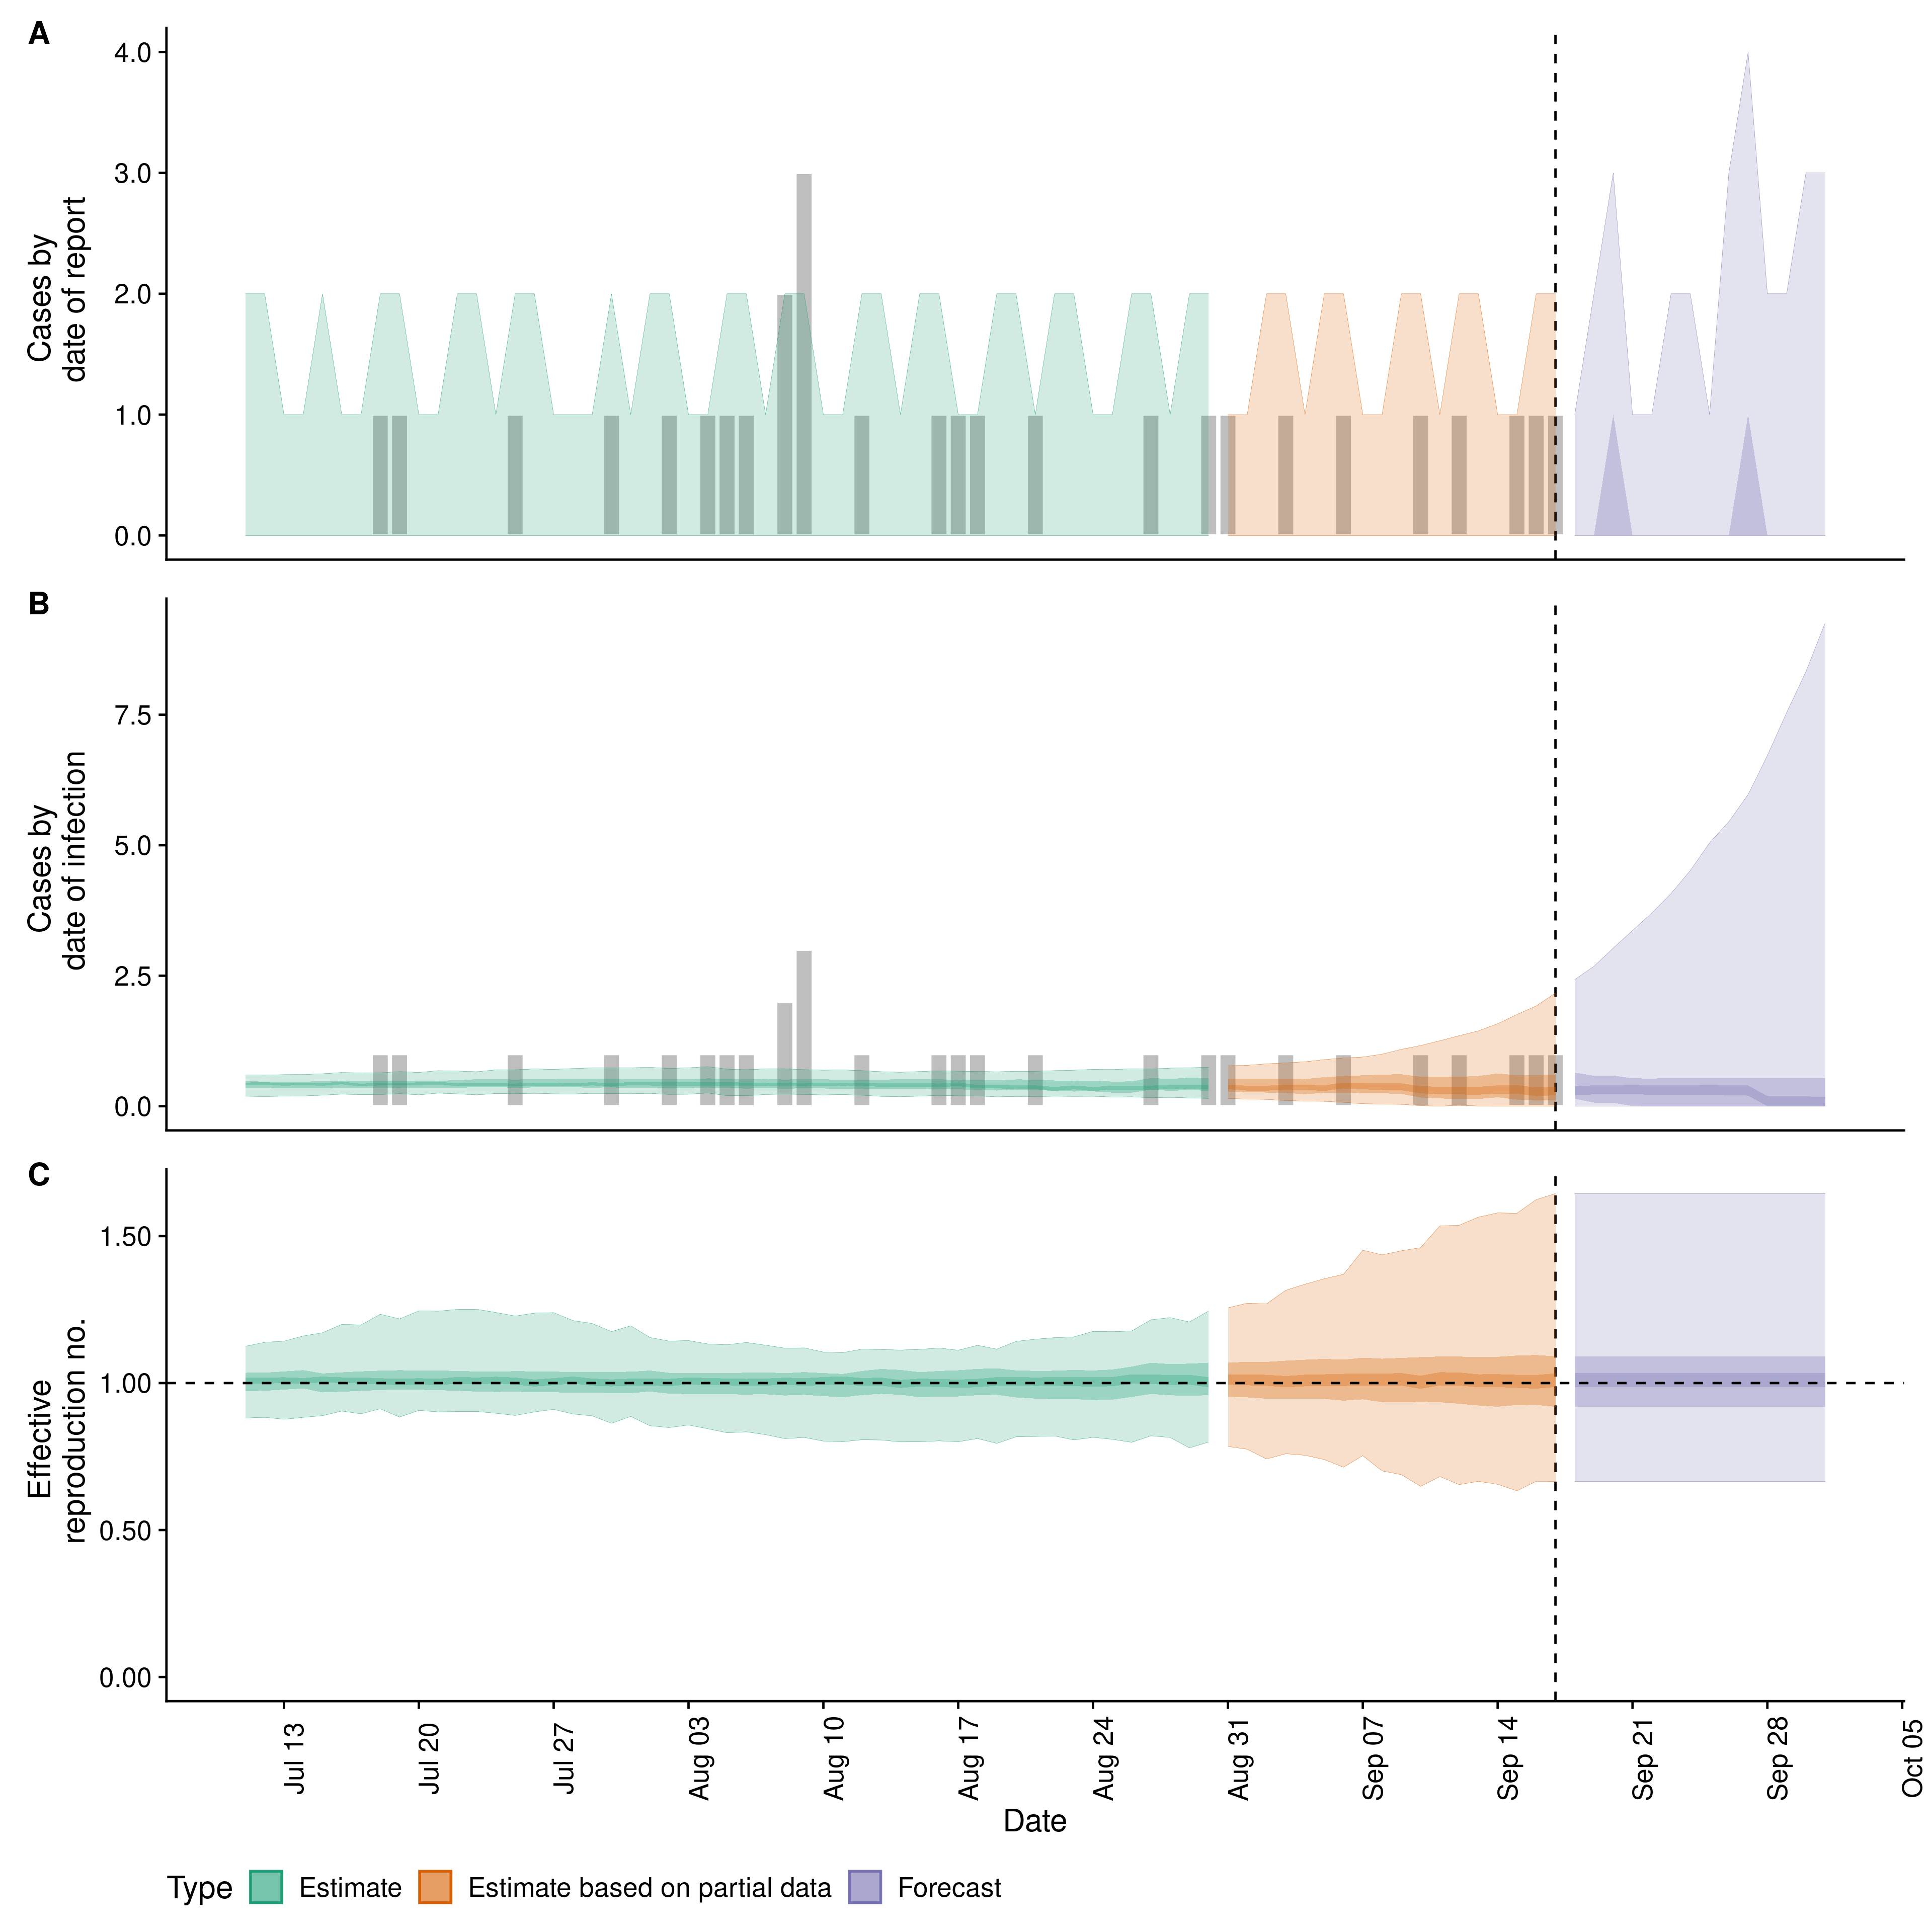 A
Cases by
date of report
4.0
3.0
2.0
1.0
0.0
B
Cases by
date of infection
7.5
5.0
2.5
0.0
C
Effective
reproduction no.
1.50
1.00
0.50
0.00
Jul 13
Jul 20
Jul 27
Aug 03
Aug 10
Aug 17
Aug 24
Aug 31
Sep 07
Sep 14
Sep 21
Sep 28
Oct 05
Date
Type Estimate Estimate based on partial data Forecast